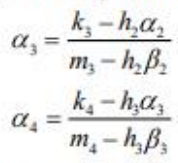 α₃ = (k₃ − h₂α₂) / (m₃ − h₂β₂)
α₄ = (k₄ − h₃α₃) / (m₄ − h₃β₃)